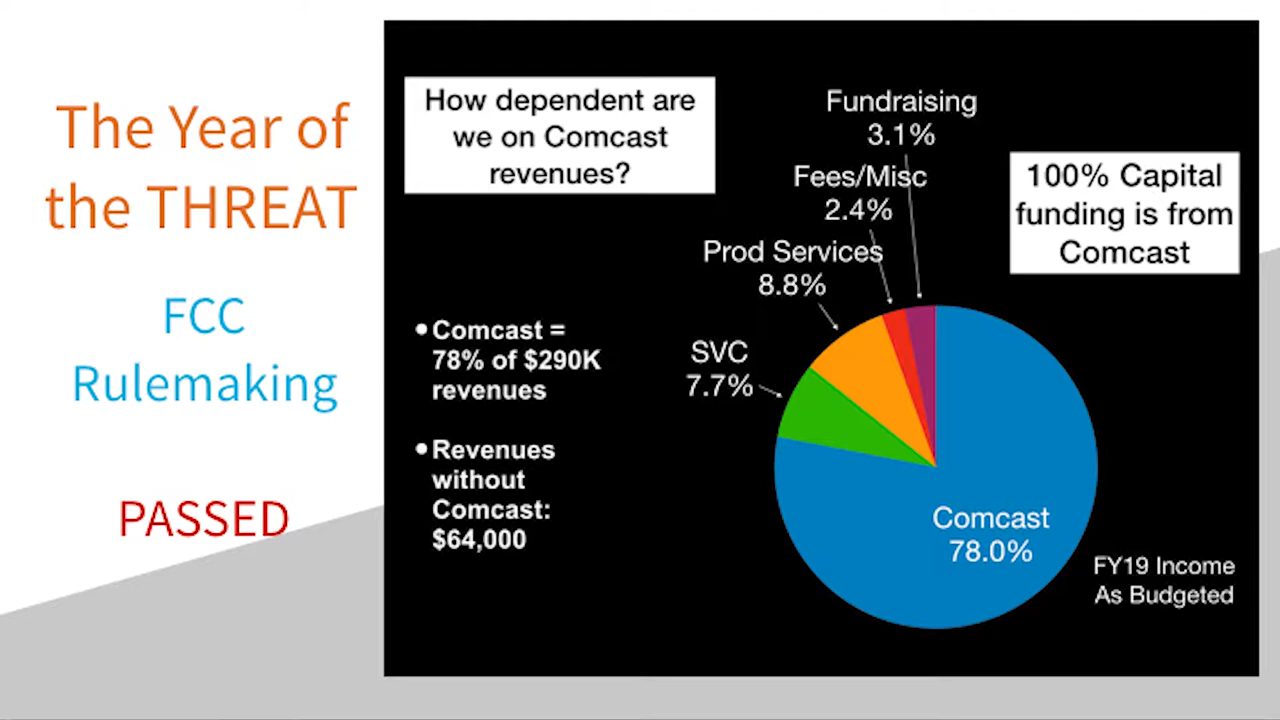 The Year of
the THREAT
FCC
Rulemaking
PASSED
How dependent are
we on Comcast
revenues?
•Comcast =
78% of $290K
revenues
•Revenues
without
Comcast:
$64,000
Fundraising
3.1%
Fees/Misc
2.4%
Prod Services
8.8%
SVC
7.7%
Comcast
78.0%
100% Capital
funding is from
Comcast
FY19 Income
As Budgeted